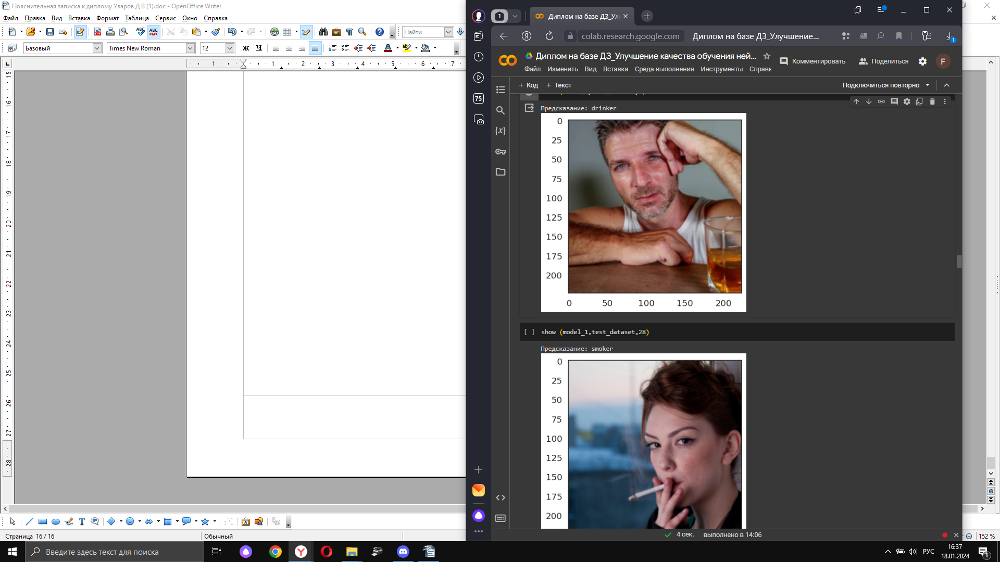 Пояснительная записка к диплому Уваров Д В (1).doc - OpenOffice Writer
Файл Правка Вид Вставка Формат Таблица Сервис Окно Справка
Найти
Базовый
Times New Roman
12
Ж Ч
1 1 2 3 4 5 6 7
15
16
17
18
19
20
21
22
23
24
25
26
27
28
Страница 16 / 16
Обычный
152 %
1
Диплом на базе ДЗ_Ул
colab.research.google.com
Диплом на базе ДЗ_Улучшение...
1
75
Диплом на базе ДЗ_Улучшение качества обучения ней...
Комментировать
Поделиться
F
Файл Изменить Вид Вставка Среда выполнения Инструменты Справк
+ Код + Текст
Подключиться повторно
{x}
Предсказание: drinker
0
25
50
75
100
125
150
175
200
0 50 100 150 200
[ ] show (model_1,test_dataset,28)
Предсказание: smoker
0
25
50
75
100
125
150
175
200
4 сек. выполнено в 14:06
Введите здесь текст для поиска
РУС
16:37
18.01.2024
1